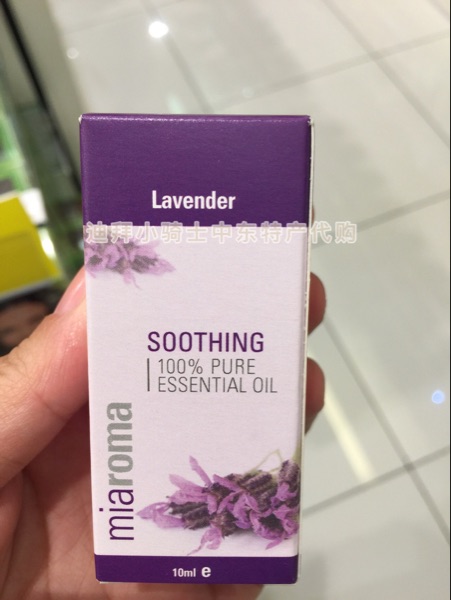 Lavender
迪拜小骑士中东特产代购
SOOTHING
100% PURE
ESSENTIAL OIL
miaroma
10ml e